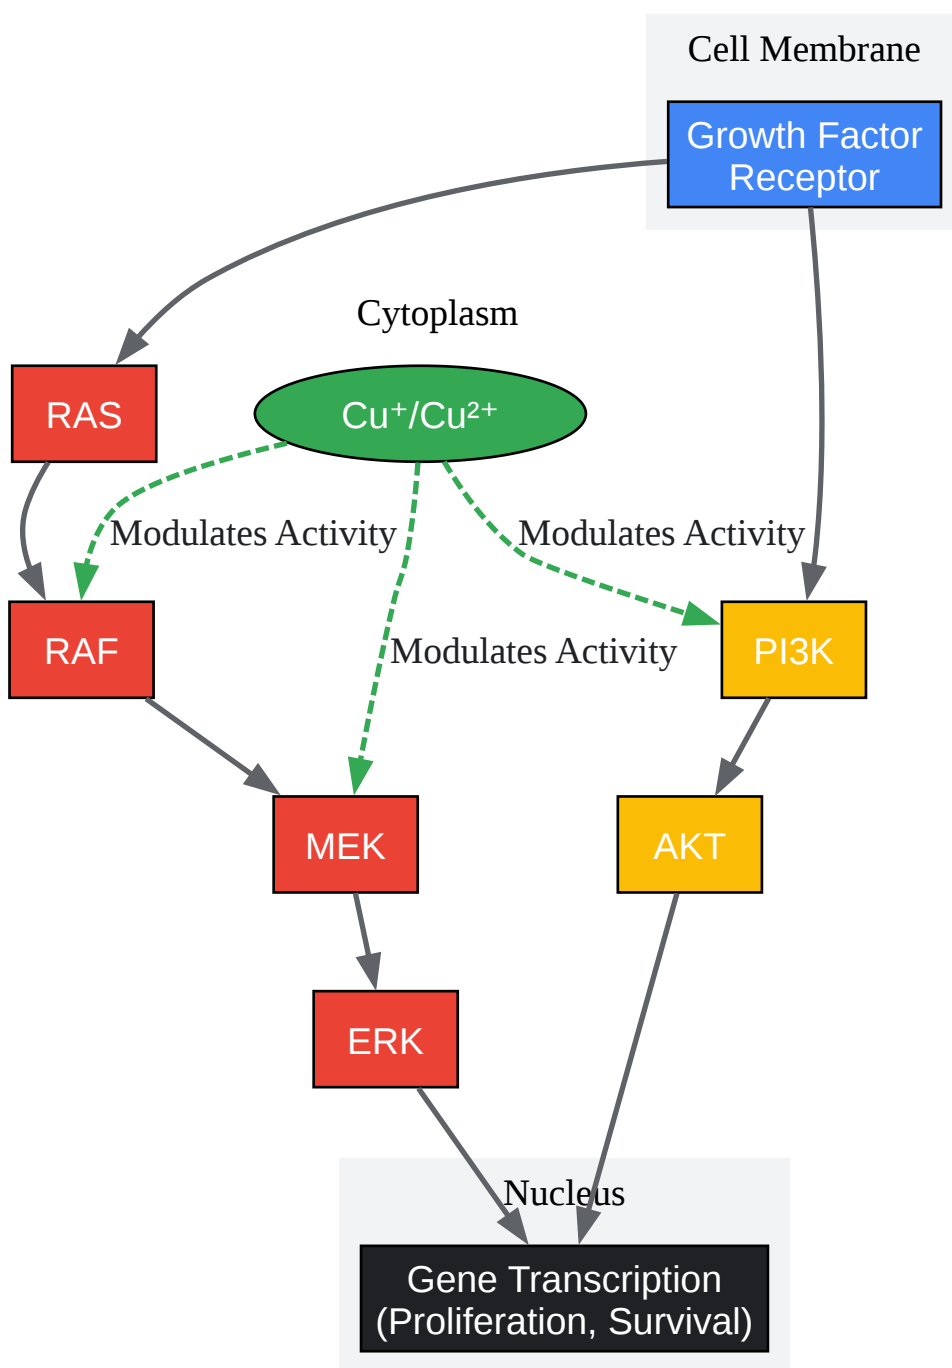 Cell Membrane
Growth Factor
Receptor
Cytoplasm
RAS
Cu⁺/Cu²⁺
Modulates Activity
Modulates Activity
RAF
Modulates Activity
PI3K
MEK
AKT
ERK
Nucleus
Gene Transcription
(Proliferation, Survival)